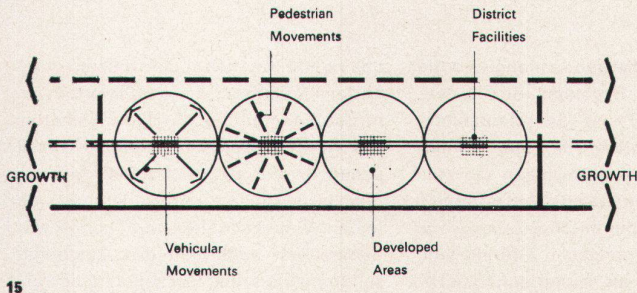 Pedestrian
Movements
District
Facilities
GROWTH
GROWTH
Vehicular
Movements
Developed
Areas
15